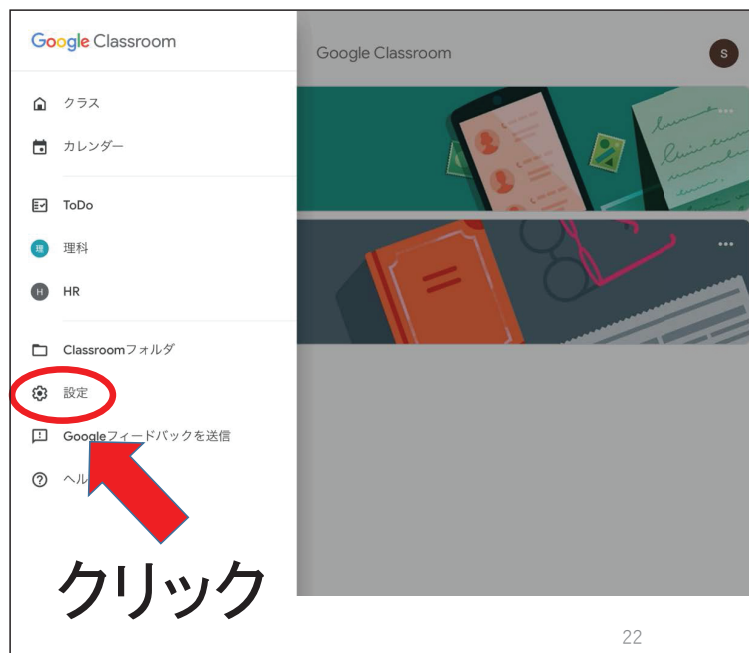 Google Classroom
Google Classroom
S
クラス
カレンダー
ToDo
理 理科
H HR
Classroomフォルダ
設定
Googleフィードバックを送信
ヘル
クリック
22